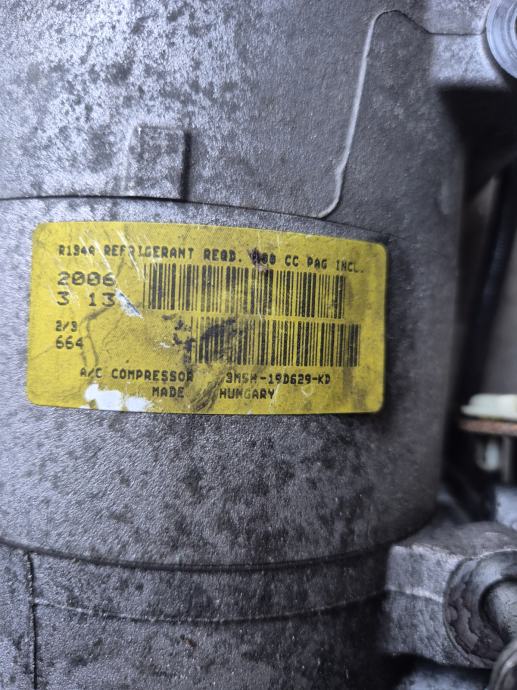 R134A REFRIGERANT REQD. CC PAG INCL.
2006
3 13
2/3
664
A/C COMPRESSOR 3M5H-19D629-KD
MADE HUNGARY